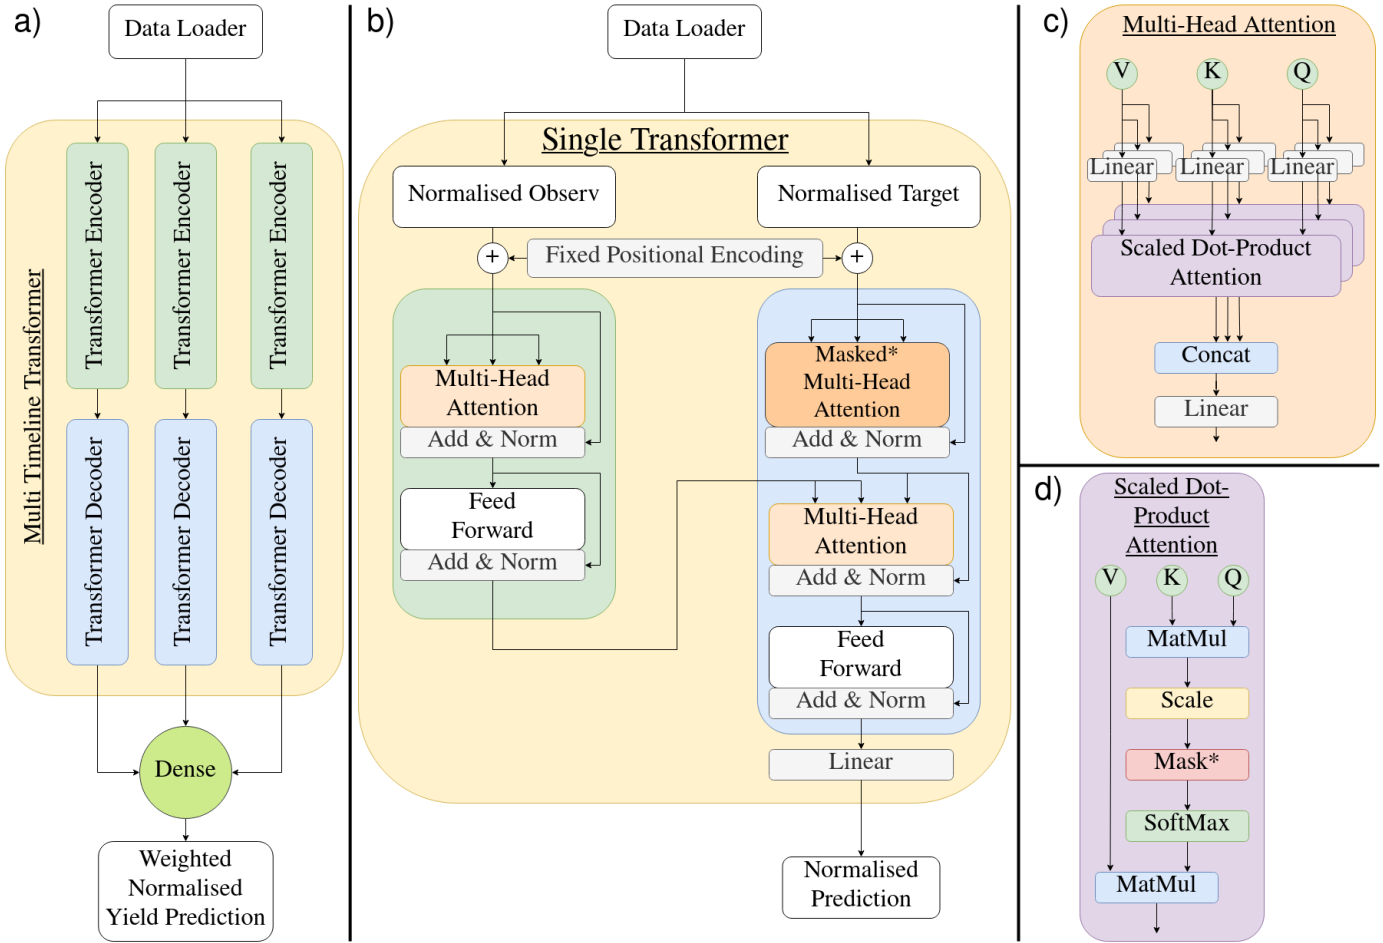 a)
Data Loader
Multi Timeline Transformer
Transformer Encoder
Transformer Encoder
Transformer Encoder
Transformer Decoder
Transformer Decoder
Transformer Decoder
Dense
Weighted
Normalised
Yield Prediction
b)
Data Loader
Single Transformer
Normalised Observ
Normalised Target
+
Fixed Positional Encoding
+
Multi-Head
Attention
Add & Norm
Feed
Forward
Add & Norm
Masked*
Multi-Head
Attention
Add & Norm
Multi-Head
Attention
Add & Norm
Feed
Forward
Add & Norm
Linear
Normalised
Prediction
c)
Multi-Head Attention
V
K
Q
Linear
Linear
Linear
Scaled Dot-Product
Attention
Concat
Linear
d)
Scaled Dot-
Product
Attention
V
K
Q
MatMul
Scale
Mask*
SoftMax
MatMul